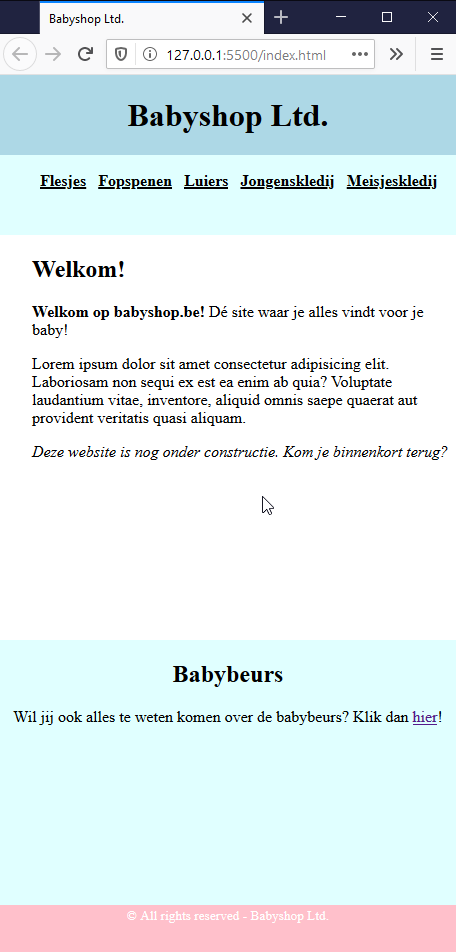 Babyshop Ltd.
127.0.0.1:5500/index.html
Babyshop Ltd.
Flesjes Fopspenen Luiers Jongenskledij Meisjeskledij
Welkom!
Welkom op babyshop.be! Dé site waar je alles vindt voor je
baby!
Lorem ipsum dolor sit amet consectetur adipisicing elit.
Laboriosam non sequi ex est ea enim ab quia? Voluptate
laudantium vitae, inventore, aliquid omnis saepe quaerat aut
provident veritatis quasi aliquam.
Deze website is nog onder constructie. Kom je binnenkort terug?
Babybeurs
Wil jij ook alles te weten komen over de babybeurs? Klik dan hier!
© All rights reserved - Babyshop Ltd.